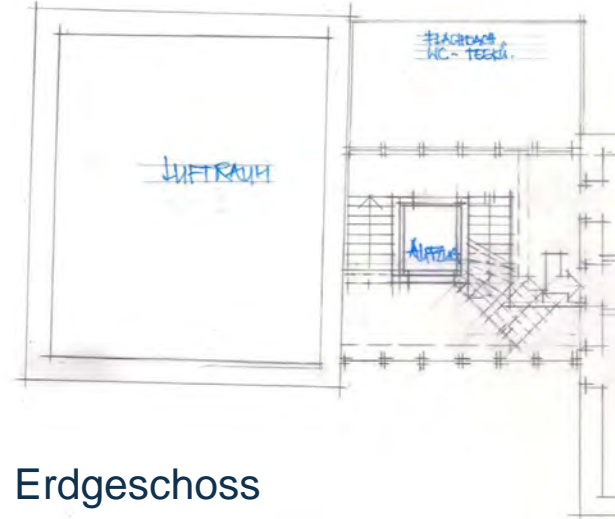 FLACHDACH
WC - TEEKÜ.
LUFTRAUM
AUFZUG
Erdgeschoss